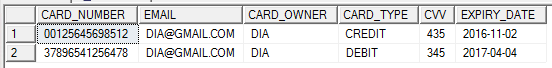 CARD_NUMBER EMAIL CARD_OWNER CARD_TYPE CVV EXPIRY_DATE
1 00125645698512 DIA@GMAIL.COM DIA CREDIT 435 2016-11-02
2 37896541256478 DIA@GMAIL.COM DIA DEBIT 345 2017-04-04